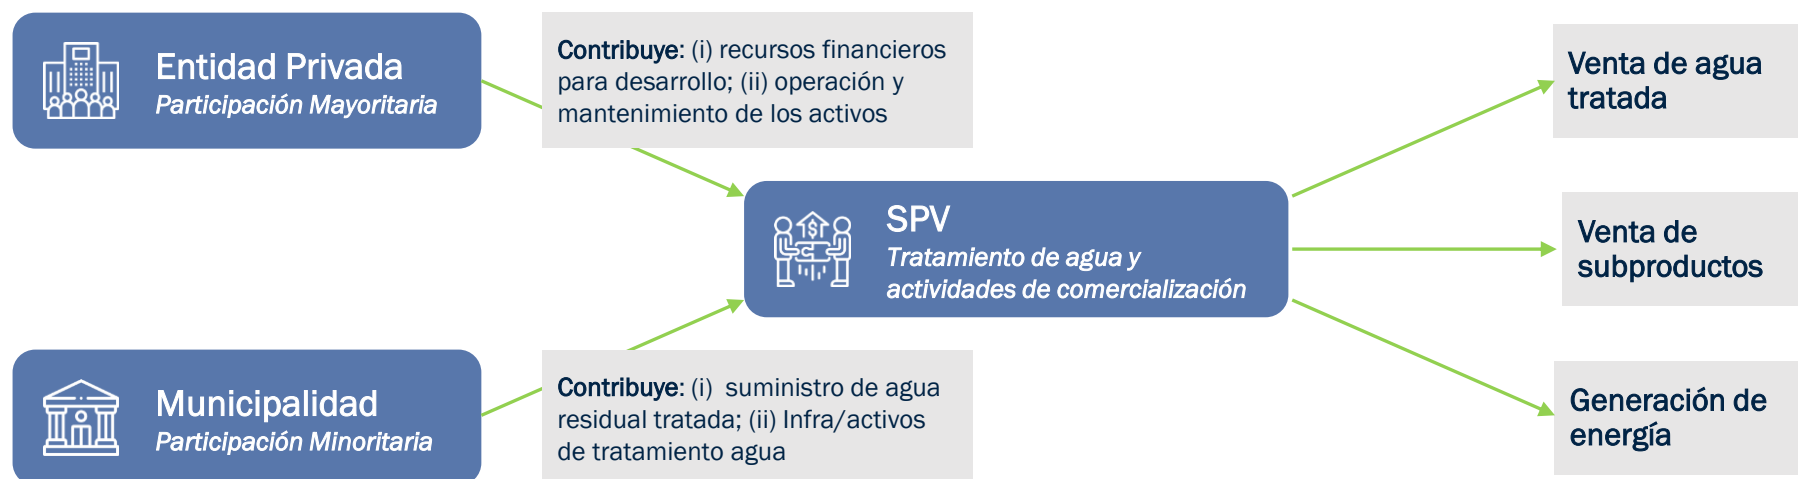 Entidad Privada
Participación Mayoritaria
Contribuye: (i) recursos financieros
para desarrollo; (ii) operación y
mantenimiento de los activos
Municipalidad
Participación Minoritaria
Contribuye: (i)  suministro de agua
residual tratada; (ii) Infra/activos
de tratamiento agua
SPV
Tratamiento de agua y
actividades de comercialización
Venta de agua
tratada
Venta de
subproductos
Generación de
energía